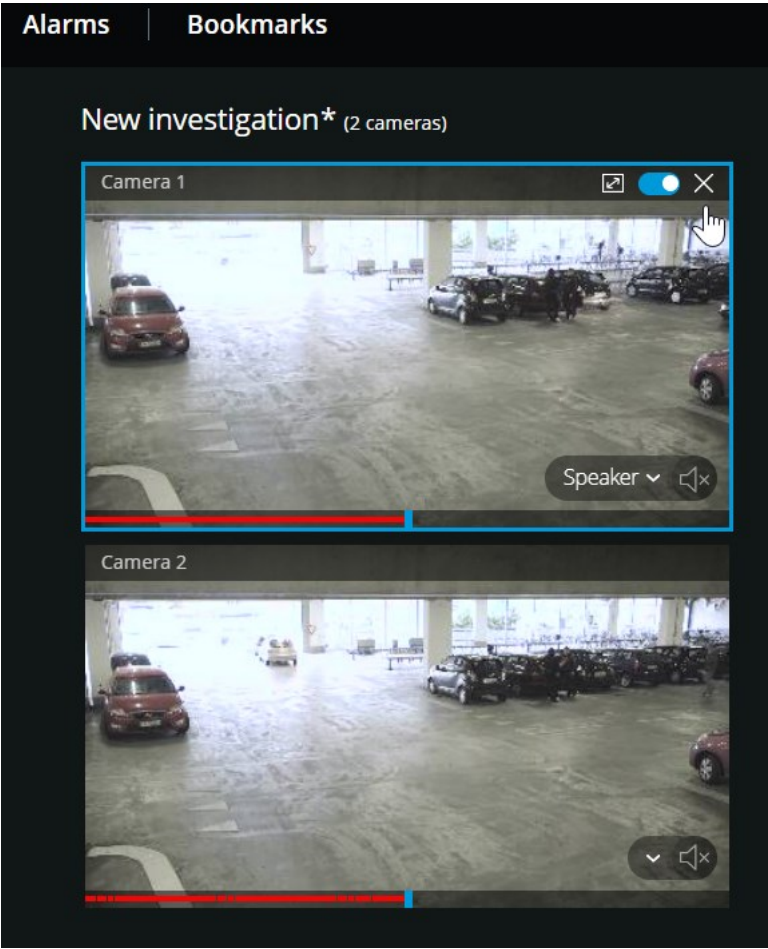 Alarms Bookmarks
New investigation* (2 cameras)
Camera 1
Speaker
Camera 2